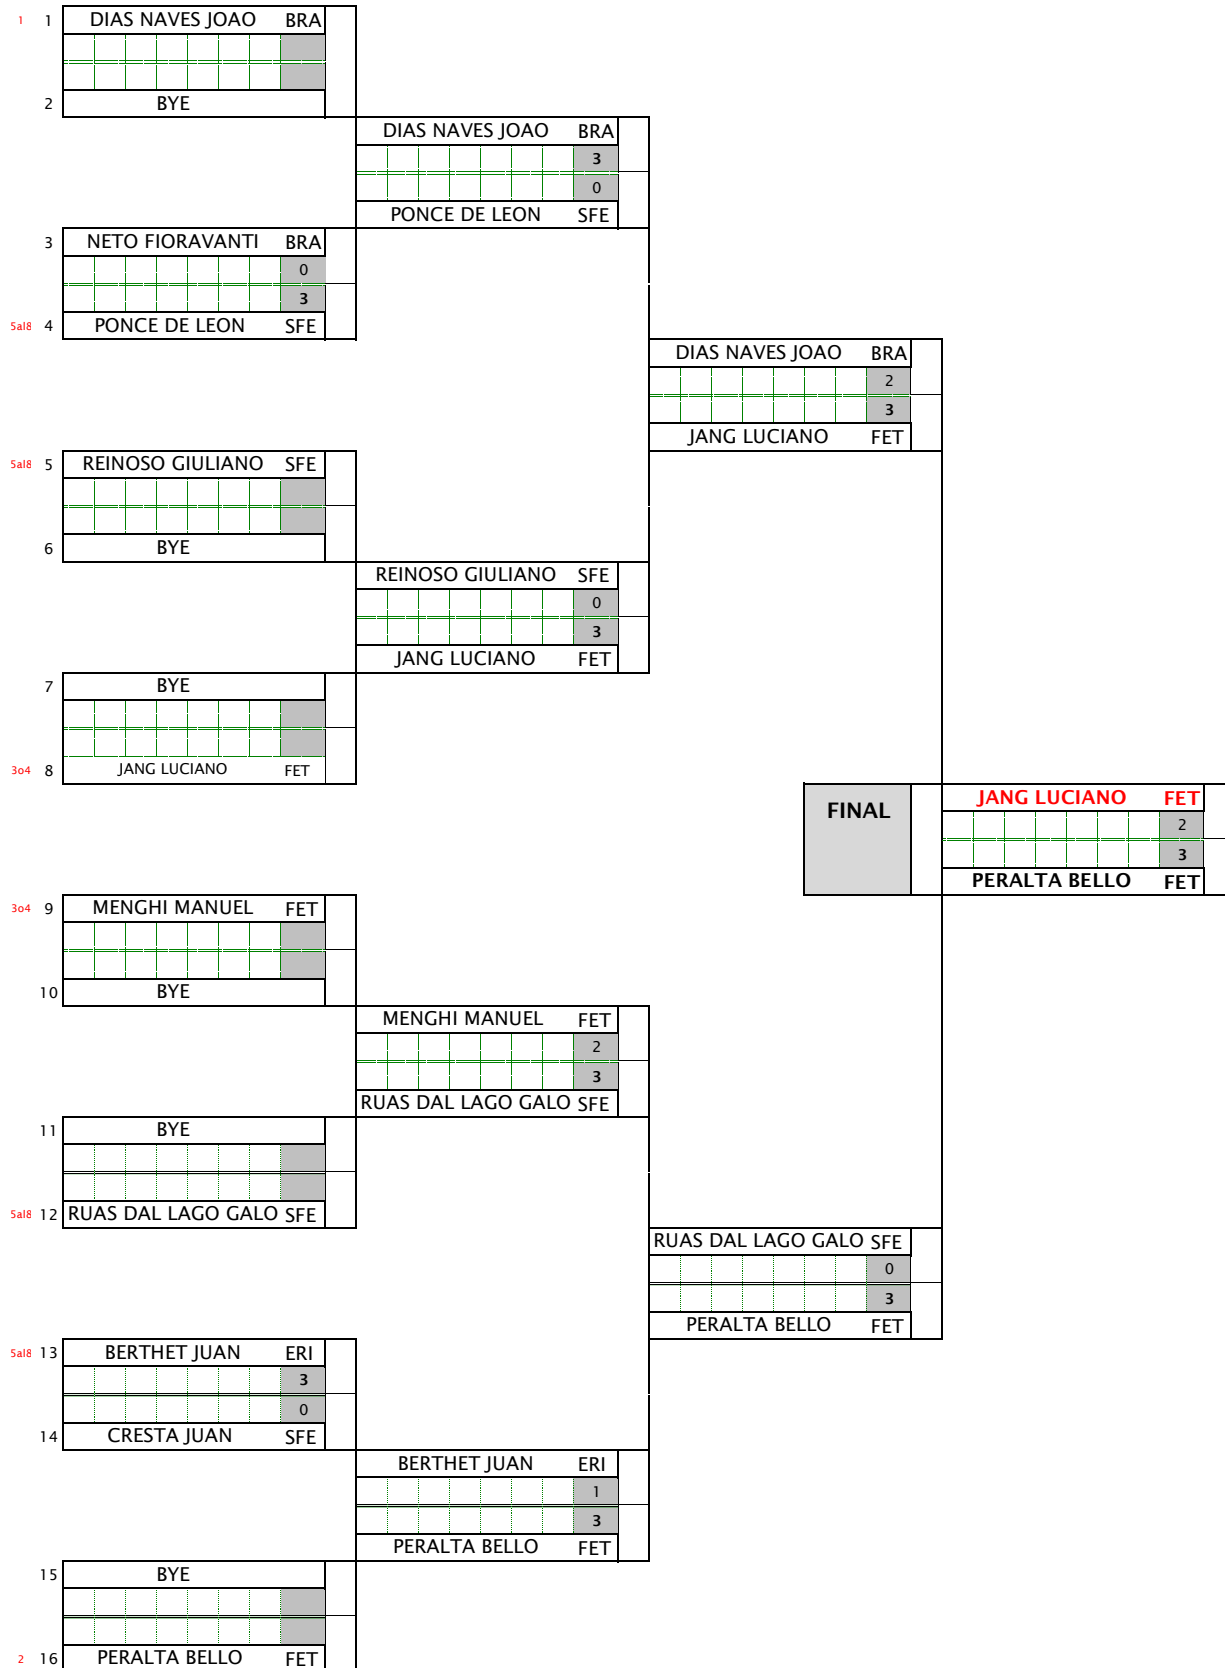 1 1 DIAS NAVES JOAO BRA
2 BYE
DIAS NAVES JOAO BRA
3
0
PONCE DE LEON SFE
3 NETO FIORAVANTI BRA
0
3
5al8 4 PONCE DE LEON SFE
DIAS NAVES JOAO BRA
2
3
JANG LUCIANO FET
5al8 5 REINOSO GIULIANO SFE
6 BYE
REINOSO GIULIANO SFE
0
3
JANG LUCIANO FET
7 BYE
3o4 8 JANG LUCIANO FET
FINAL
JANG LUCIANO FET
2
3
PERALTA BELLO FET
3o4 9 MENGHI MANUEL FET
10 BYE
MENGHI MANUEL FET
2
3
RUAS DAL LAGO GALO SFE
11 BYE
5al8 12 RUAS DAL LAGO GALO SFE
RUAS DAL LAGO GALO SFE
0
3
PERALTA BELLO FET
5al8 13 BERTHET JUAN ERI
3
0
14 CRESTA JUAN SFE
BERTHET JUAN ERI
1
3
PERALTA BELLO FET
15 BYE
2 16 PERALTA BELLO FET